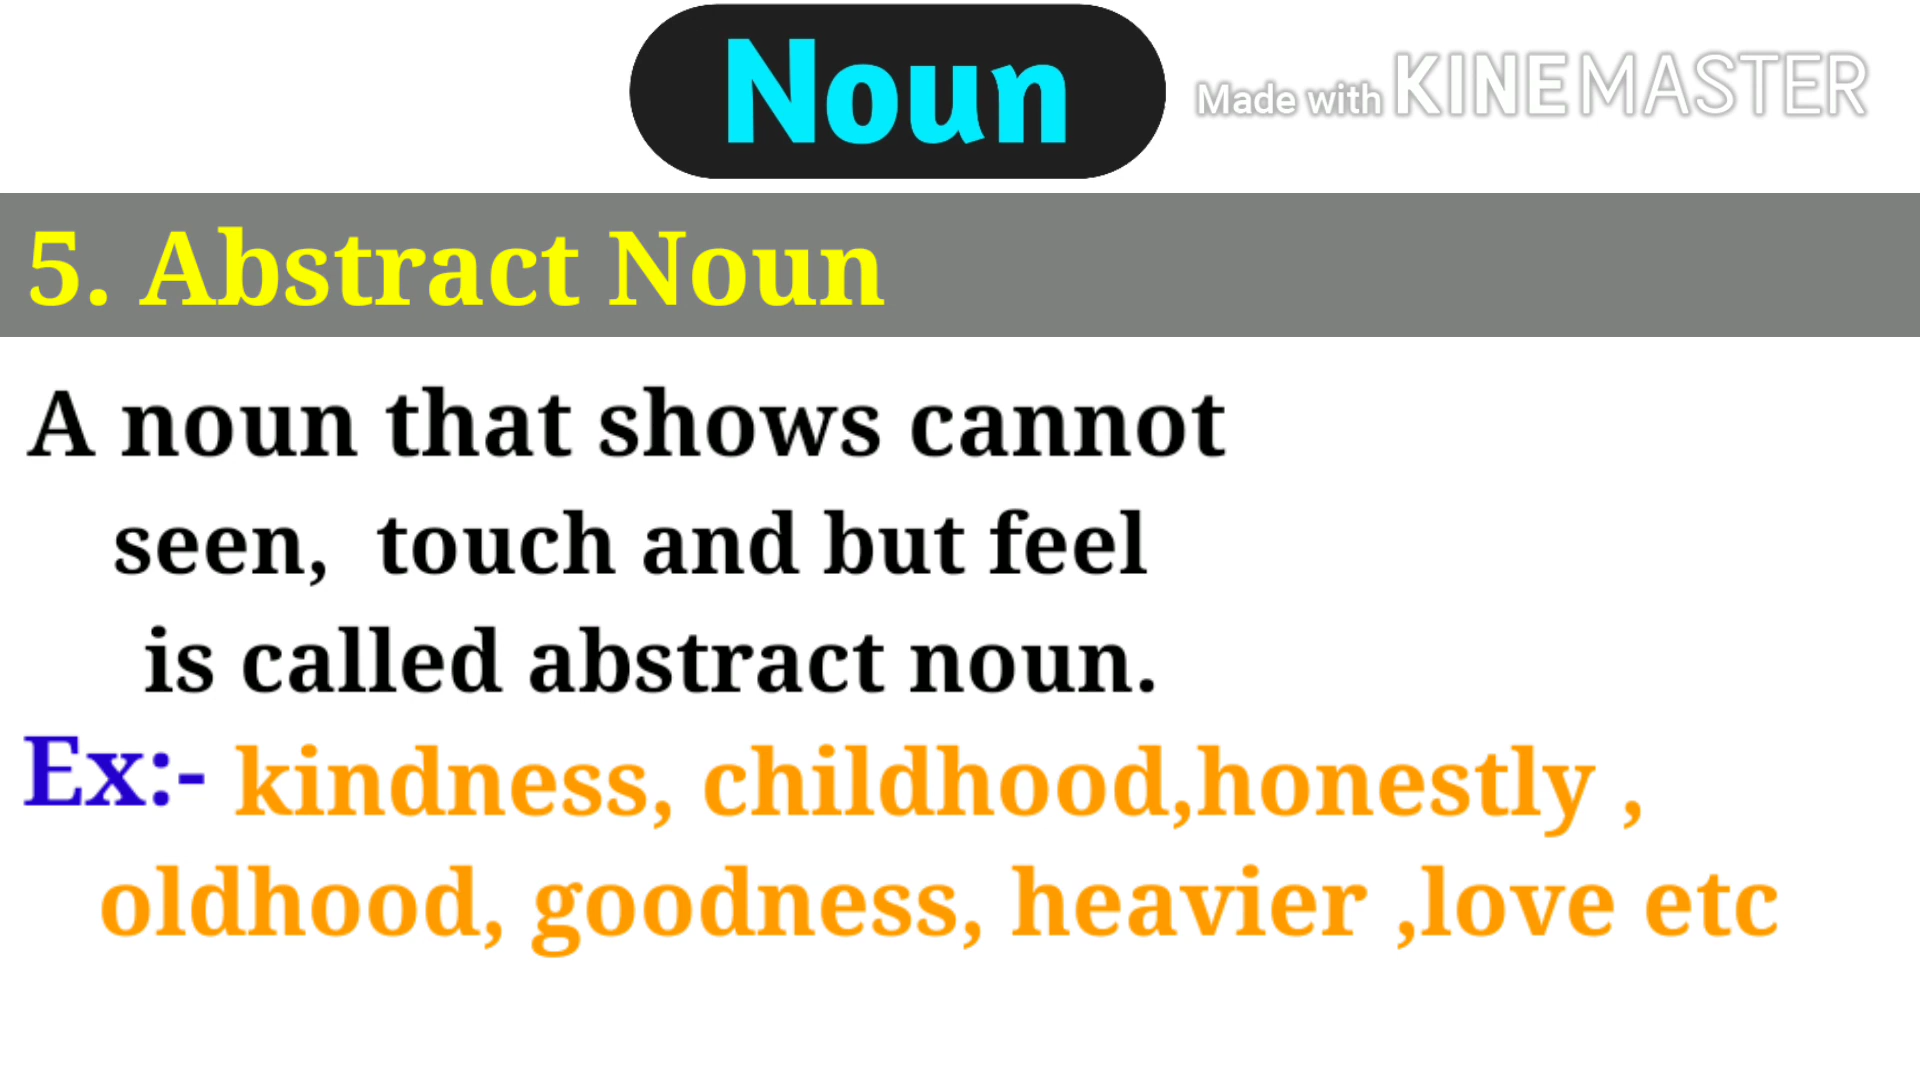 Noun
Made with KINEMASTER
5. Abstract Noun
A noun that shows cannot
seen, touch and but feel
is called abstract noun.
Ex:- kindness, childhood,honestly ,
oldhood, goodness, heavier ,love etc